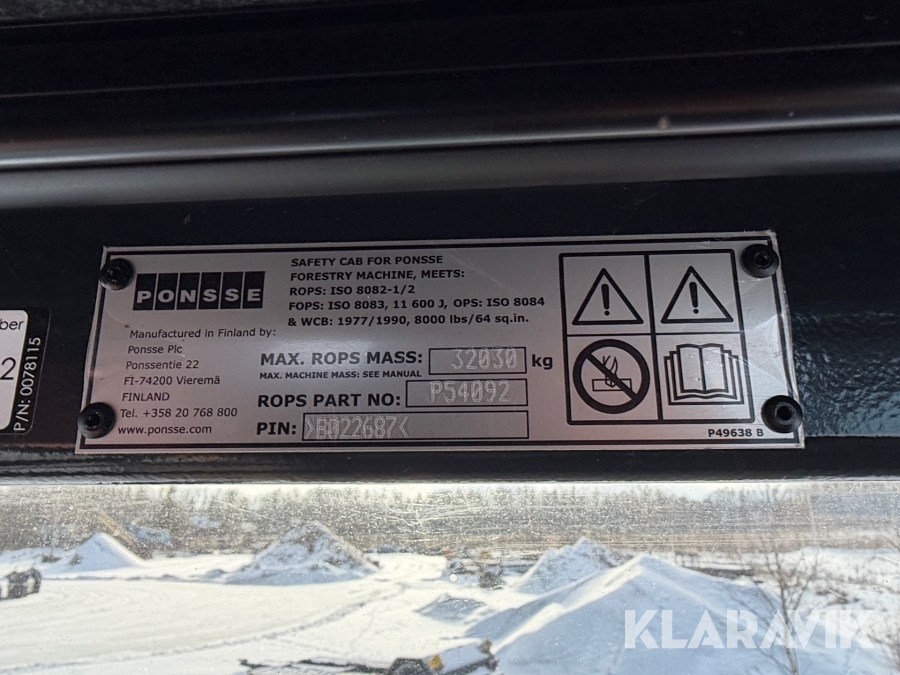 PONSSE
SAFETY CAB FOR PONSSE
FORESTRY MACHINE, MEETS:
ROPS: ISO 8082-1/2
FOPS: ISO 8083, 11 600 J, OPS: ISO 8084
& WCB: 1977/1990, 8000 lbs/64 sq.in.
Manufactured in Finland by:
Ponsse Plc
Ponssentie 22
FI-74200 Vieremä
FINLAND
Tel. +358 20 768 800
www.ponsse.com
MAX. ROPS MASS: 32030 kg
MAX. MACHINE MASS: SEE MANUAL
ROPS PART NO: P54092
PIN: >B022687<
P49638 B
ber
2
P/N: 0078115
KLARAVIK